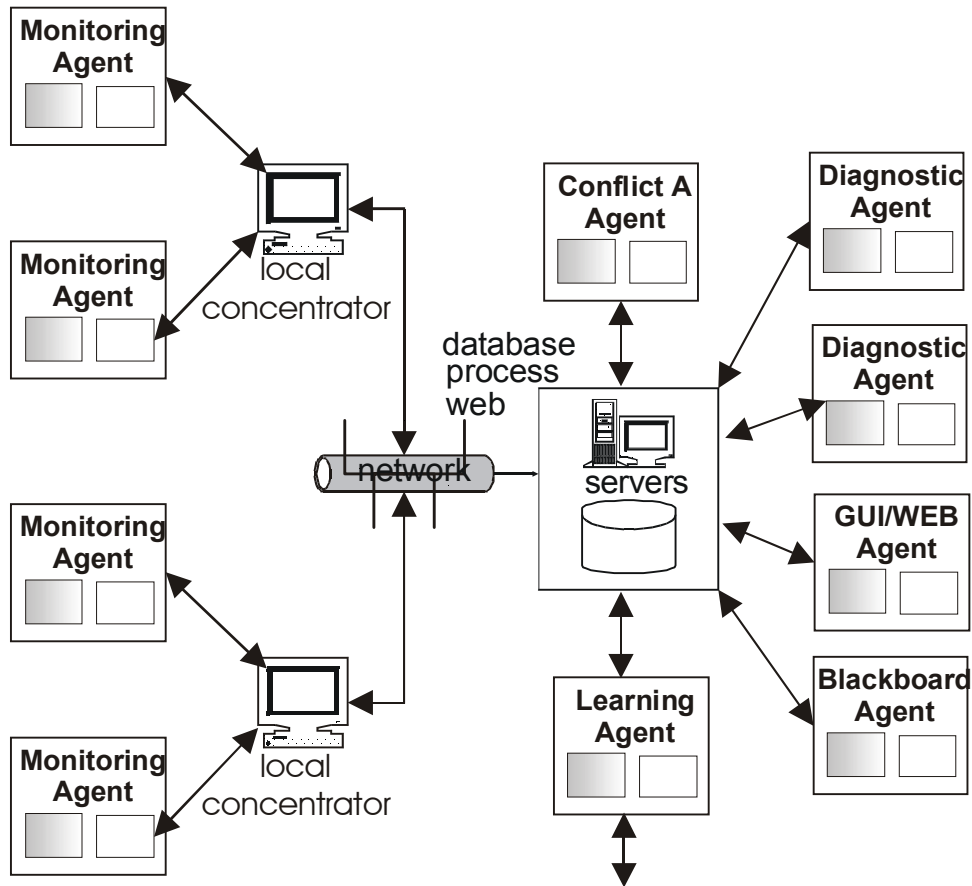 Monitoring
Agent
Monitoring
Agent
local
concentrator
Conflict A
Agent
Diagnostic
Agent
database
process
web
Diagnostic
Agent
network
servers
Monitoring
Agent
GUI/WEB
Agent
Monitoring
Agent
local
concentrator
Learning
Agent
Blackboard
Agent